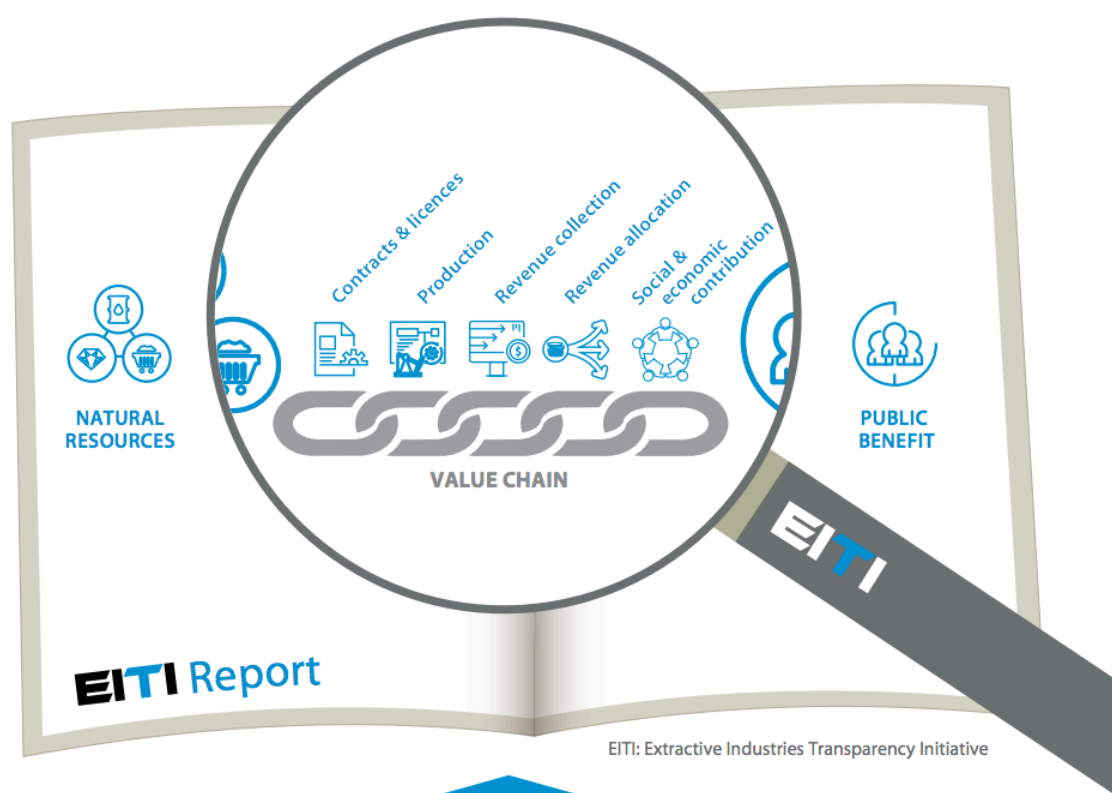 Contracts & licences
Production
Revenue collection
Revenue allocation
Social &
economic
contribution
NATURAL
RESOURCES
PUBLIC
BENEFIT
VALUE CHAIN
EITI
EITI Report
EITI: Extractive Industries Transparency Initiative